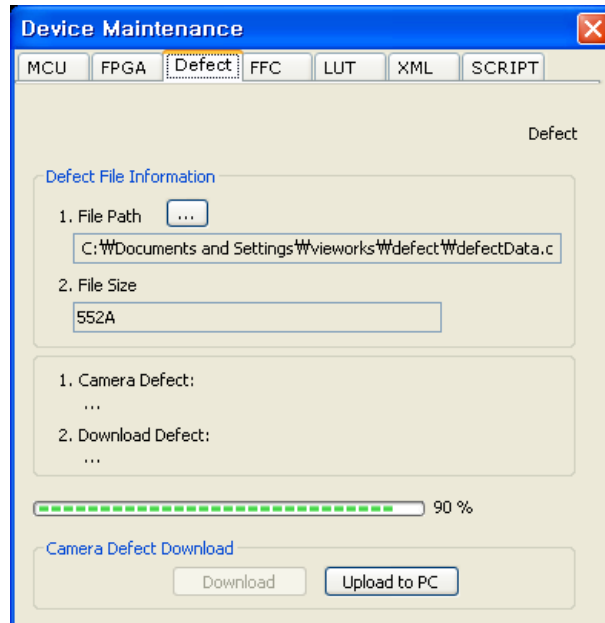 Device Maintenance
MCU FPGA Defect FFC LUT XML SCRIPT
Defect
Defect File Information
1. File Path ...
C:₩Documents and Settings₩vieworks₩defect₩defectData.c
2. File Size
552A
1. Camera Defect:
...
2. Download Defect:
...
90 %
Camera Defect Download
Download Upload to PC